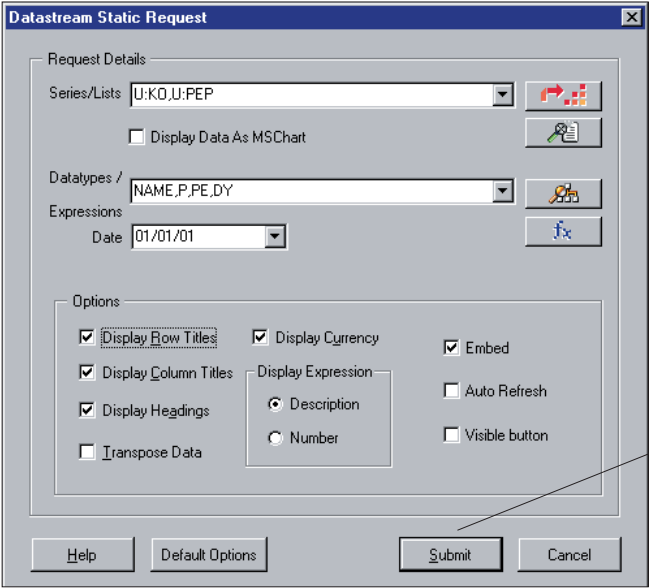 Datastream Static Request
Request Details
Series/Lists U:KO,U:PEP
Display Data As MSChart
Datatypes /
Expressions
NAME,P,PE,DY
fx
Date 01/01/01
Options
Display Row Titles
Display Currency
Embed
Display Column Titles
Display Expression
Auto Refresh
Display Headings
Description
Visible button
Transpose Data
Number
Help
Default Options
Submit
Cancel